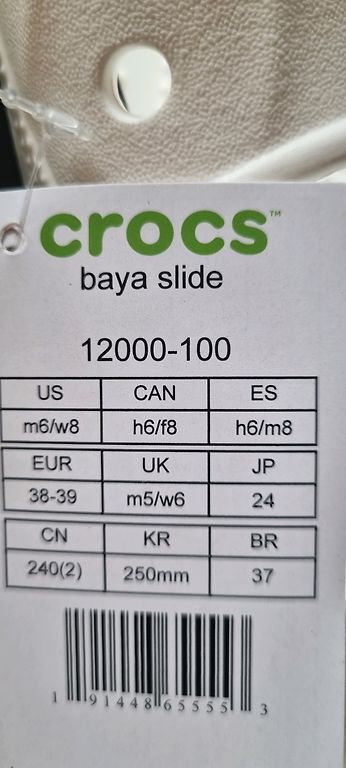 crocs™
baya slide
12000-100
US CAN ES
m6/w8 h6/f8 h6/m8
EUR UK JP
38-39 m5/w6 24
CN KR BR
240(2) 250mm 37
1 91448 65555 3